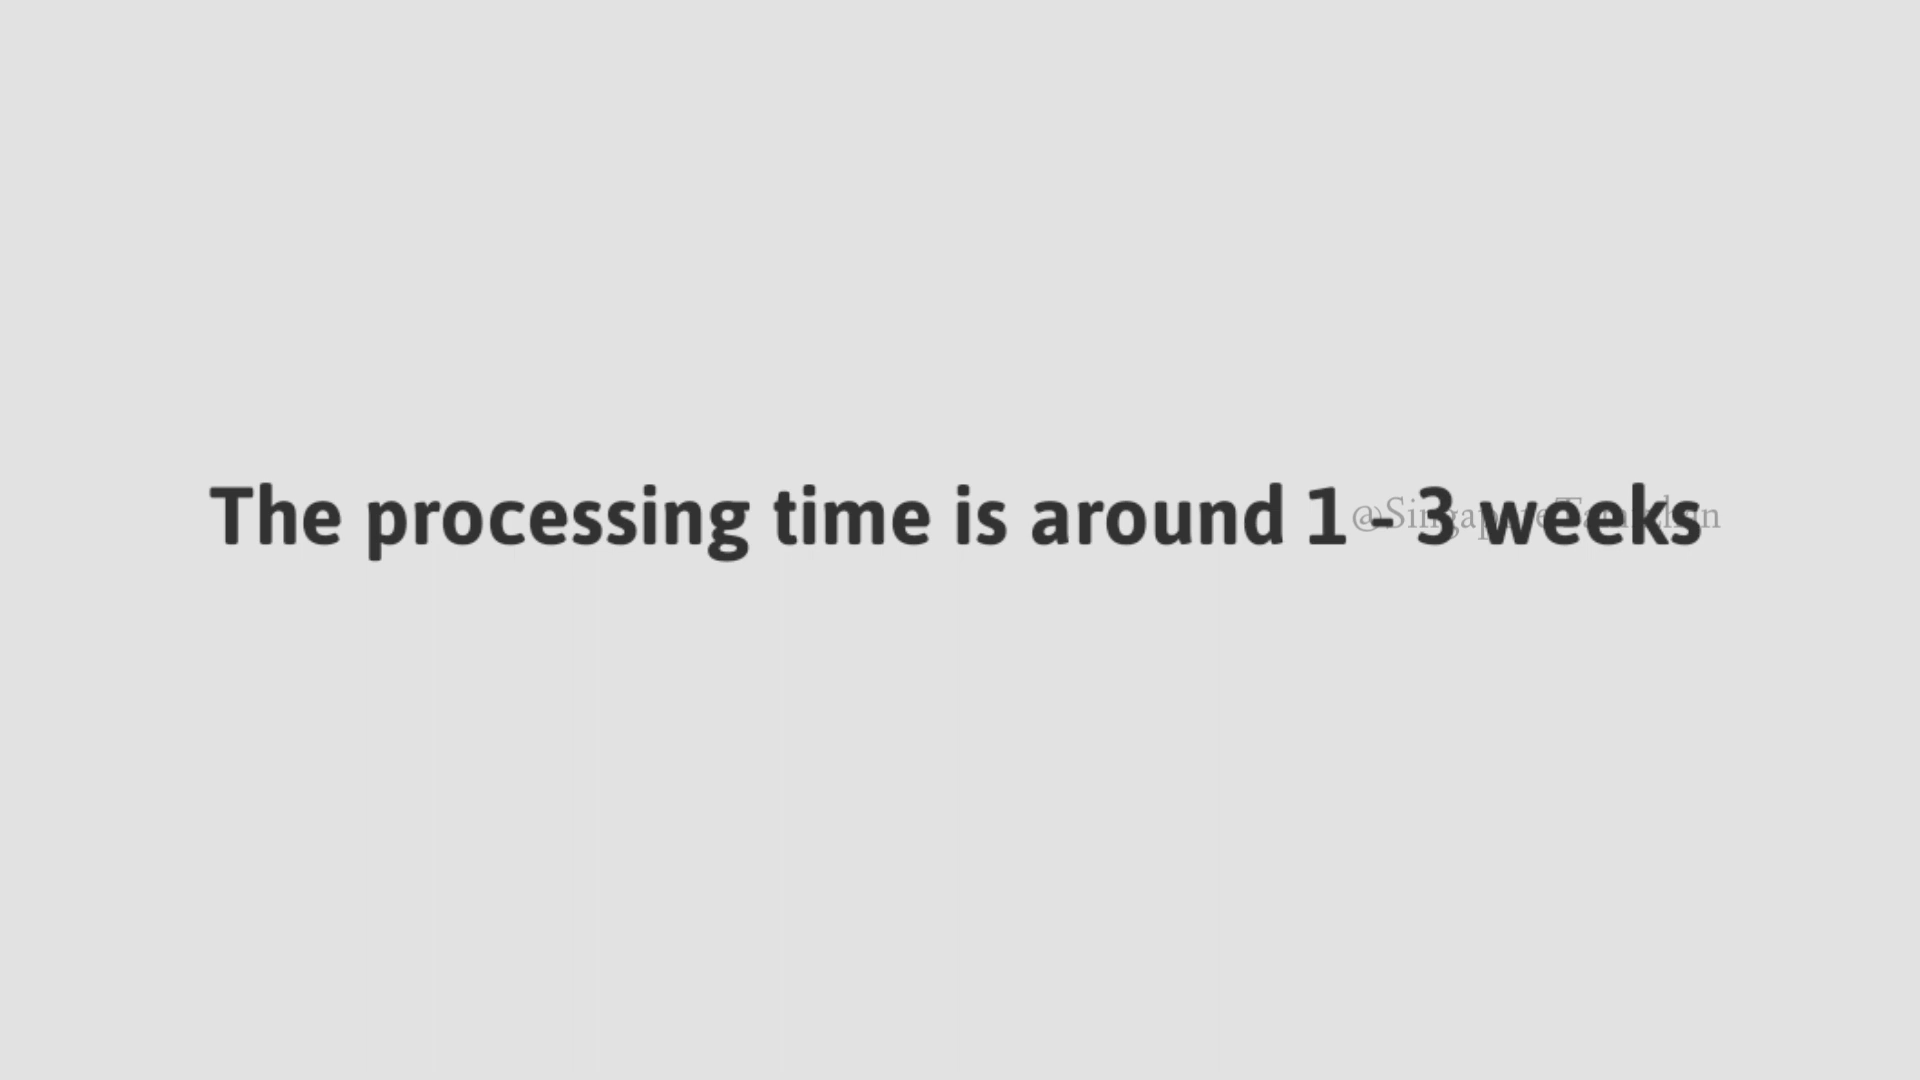 The processing time is around 1 - 3 weeks